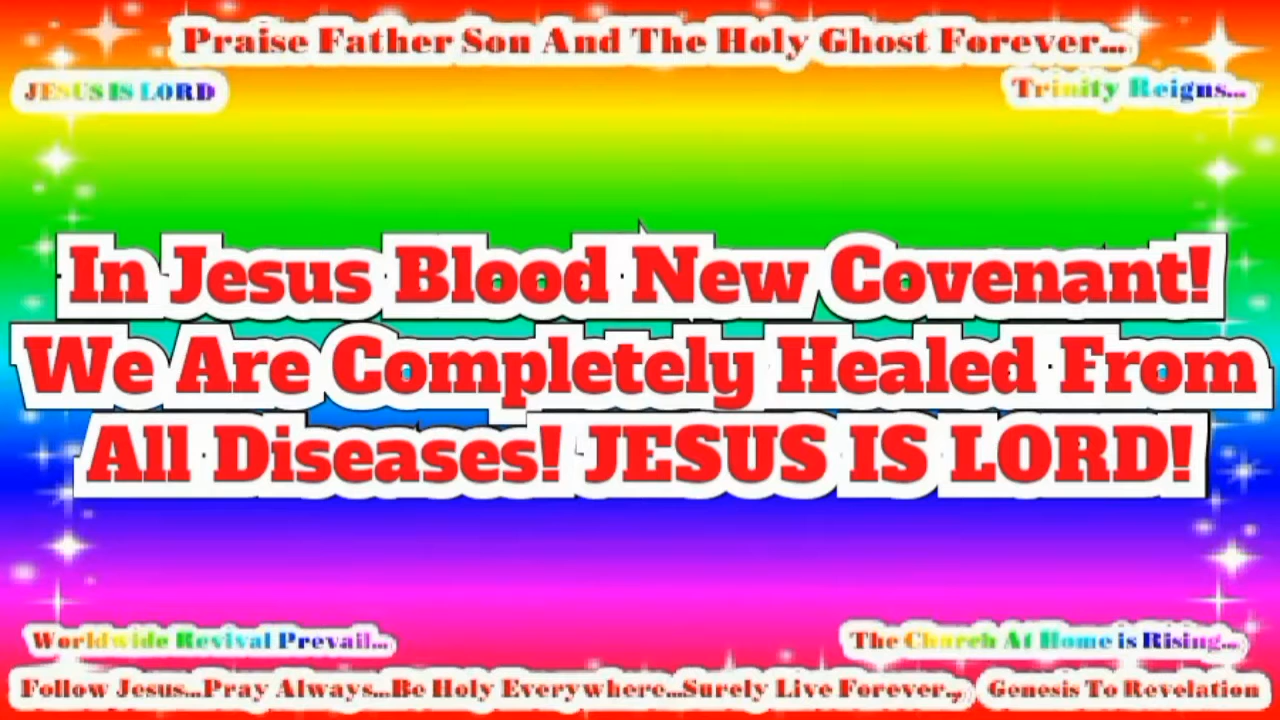 Praise Father Son And The Holy Ghost Forever...
JESUS IS LORD
Trinity Reigns...
In Jesus Blood New Covenant!
We Are Completely Healed From
All Diseases! JESUS IS LORD!
Worldwide Revival Prevail...
The Church At Home is Rising...
Follow Jesus...Pray Always...Be Holy Everywhere...Surely Live Forever...
Genesis To Revelation